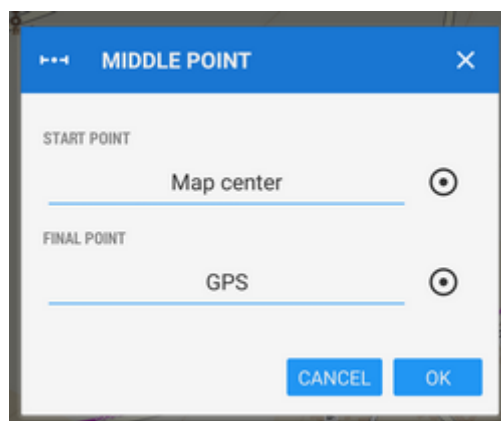 MIDDLE POINT
START POINT
Map center
FINAL POINT
GPS
CANCEL OK